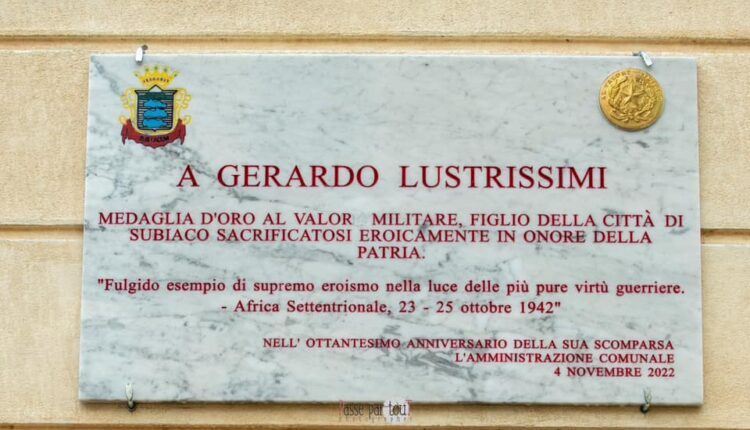 A GERARDO LUSTRISSIMI
MEDAGLIA D'ORO AL VALOR MILITARE, FIGLIO DELLA CITTÀ DI
SUBIACO SACRIFICATOSI EROICAMENTE IN ONORE DELLA
PATRIA.
"Fulgido esempio di supremo eroismo nella luce delle più pure virtù guerriere.
- Africa Settentrionale, 23 - 25 ottobre 1942"
NELL' OTTANTESIMO ANNIVERSARIO DELLA SUA SCOMPARSA
L'AMMINISTRAZIONE COMUNALE
4 NOVEMBRE 2022